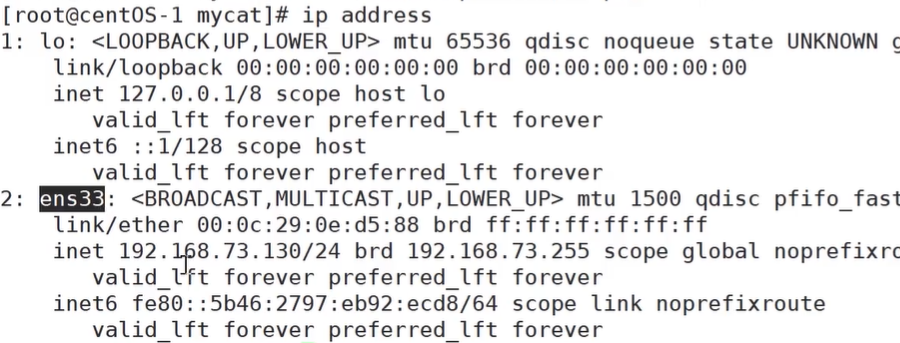 [root@centOS-1 mycat]# ip address
1: lo: <LOOPBACK,UP,LOWER_UP> mtu 65536 qdisc noqueue state UNKNOWN g
link/loopback 00:00:00:00:00:00 brd 00:00:00:00:00:00
inet 127.0.0.1/8 scope host lo
valid_lft forever preferred_lft forever
inet6 ::1/128 scope host
valid_lft forever preferred_lft forever
2: ens33: <BROADCAST,MULTICAST,UP,LOWER_UP> mtu 1500 qdisc pfifo_fast
link/ether 00:0c:29:0e:d5:88 brd ff:ff:ff:ff:ff:ff
inet 192.168.73.130/24 brd 192.168.73.255 scope global noprefixro
valid_lft forever preferred_lft forever
inet6 fe80::5b46:2797:eb92:ecd8/64 scope link noprefixroute
valid_lft forever preferred_lft forever